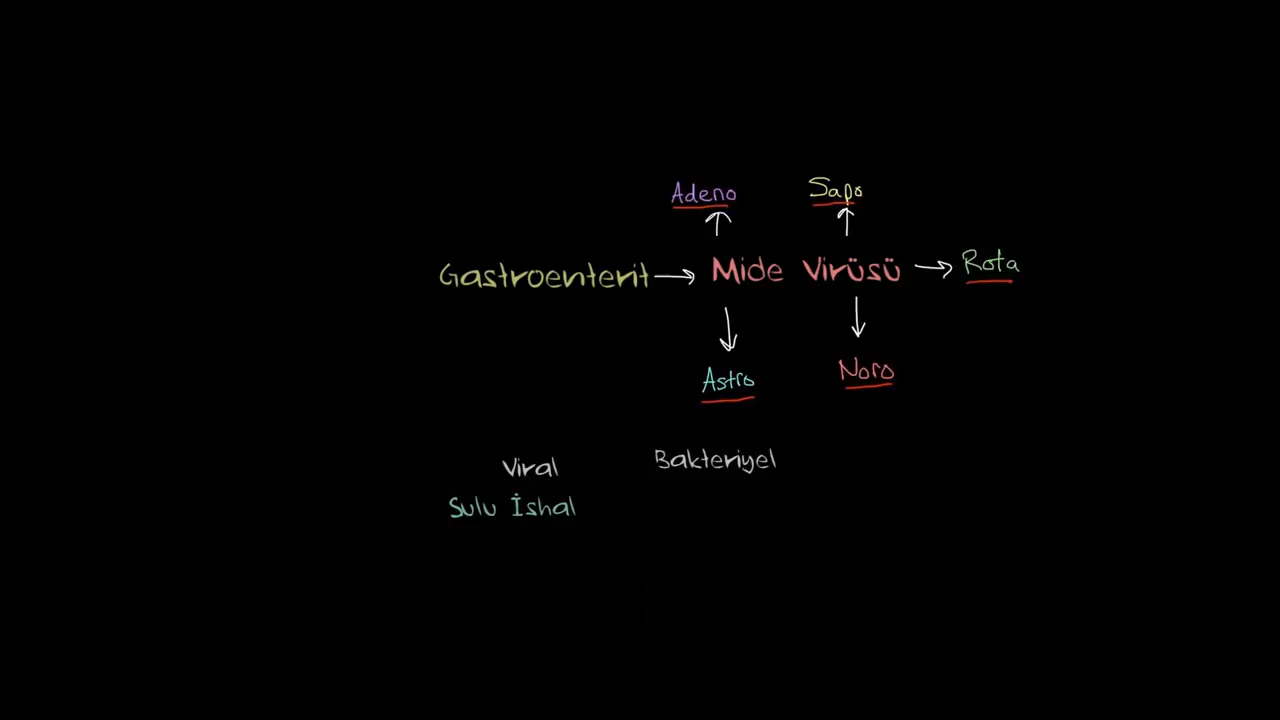 Adeno
Sapo
Gastroenterit → Mide Virüsü → Rota
Astro
Noro
Viral
Bakteriyel
Sulu İshal